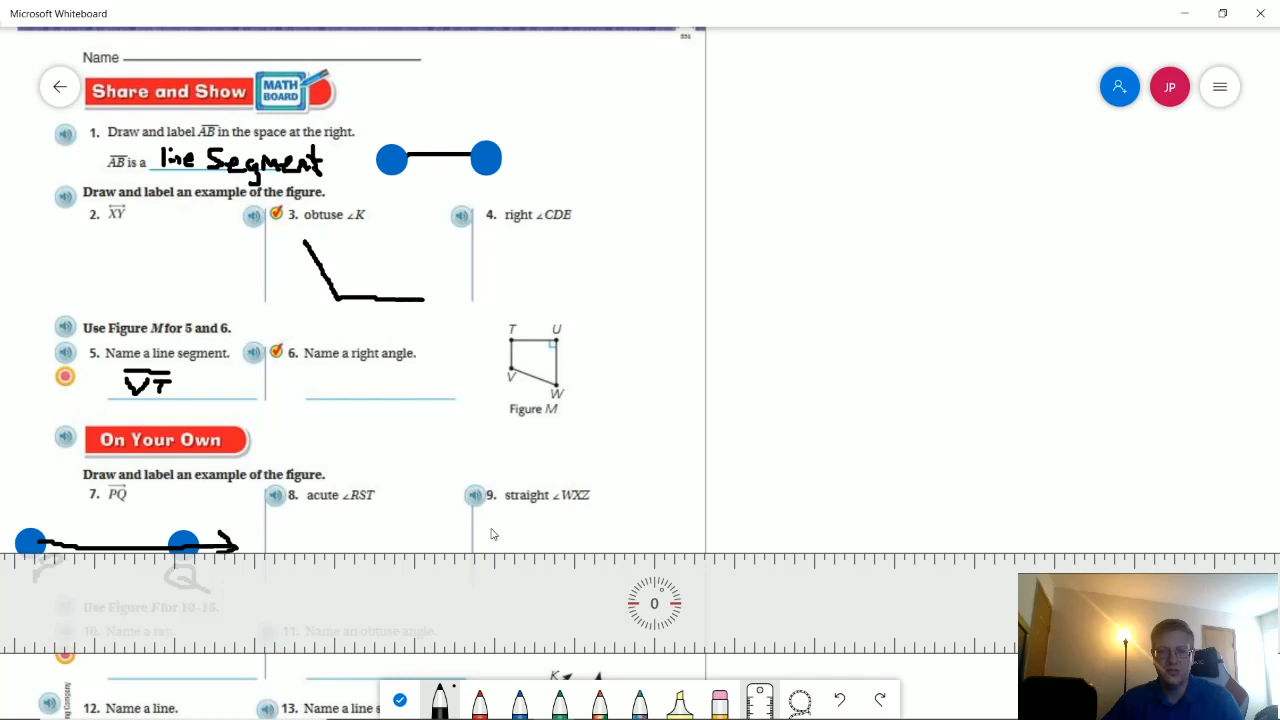 Microsoft Whiteboard
551
Name
JP
Share and Show MATH BOARD
1. Draw and label AB in the space at the right.
AB is a line Segment
Draw and label an example of the figure.
2. XY 3. obtuse ∠K 4. right ∠CDE
Use Figure M for 5 and 6.
T U
5. Name a line segment. 6. Name a right angle.
VT
V
W
Figure M
On Your Own
Draw and label an example of the figure.
7. PQ 8. acute ∠RST 9. straight ∠WXZ
P Q
0°
Use Figure F for 10-15.
10. Name a ray. 11. Name an obtuse angle.
K
12. Name a line. 13. Name a line s